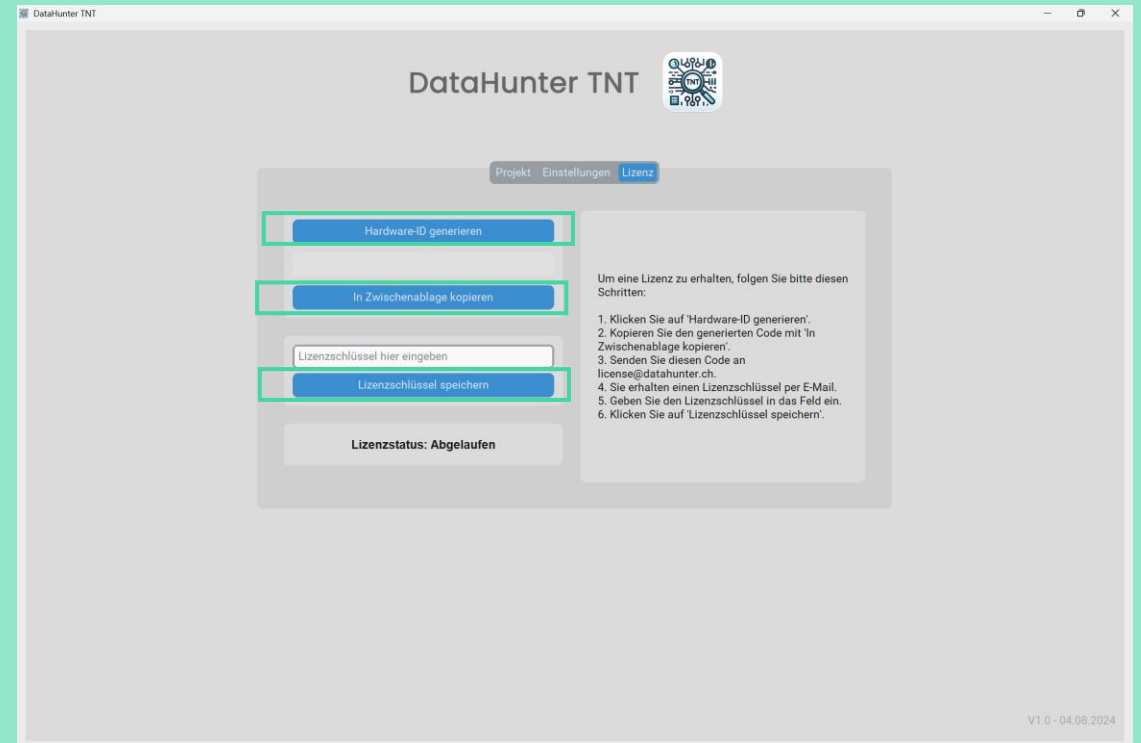 DataHunter TNT
DataHunter TNT
TNT
Projekt Einstellungen Lizenz
Hardware-ID generieren
In Zwischenablage kopieren
Lizenzschlüssel hier eingeben
Lizenzschlüssel speichern
Lizenzstatus: Abgelaufen
Um eine Lizenz zu erhalten, folgen Sie bitte diesen
Schritten:
1. Klicken Sie auf 'Hardware-ID generieren'.
2. Kopieren Sie den generierten Code mit 'In
Zwischenablage kopieren'.
3. Senden Sie diesen Code an
license@datahunter.ch.
4. Sie erhalten einen Lizenzschlüssel per E-Mail.
5. Geben Sie den Lizenzschlüssel in das Feld ein.
6. Klicken Sie auf 'Lizenzschlüssel speichern'.
V1.0 - 04.08.2024